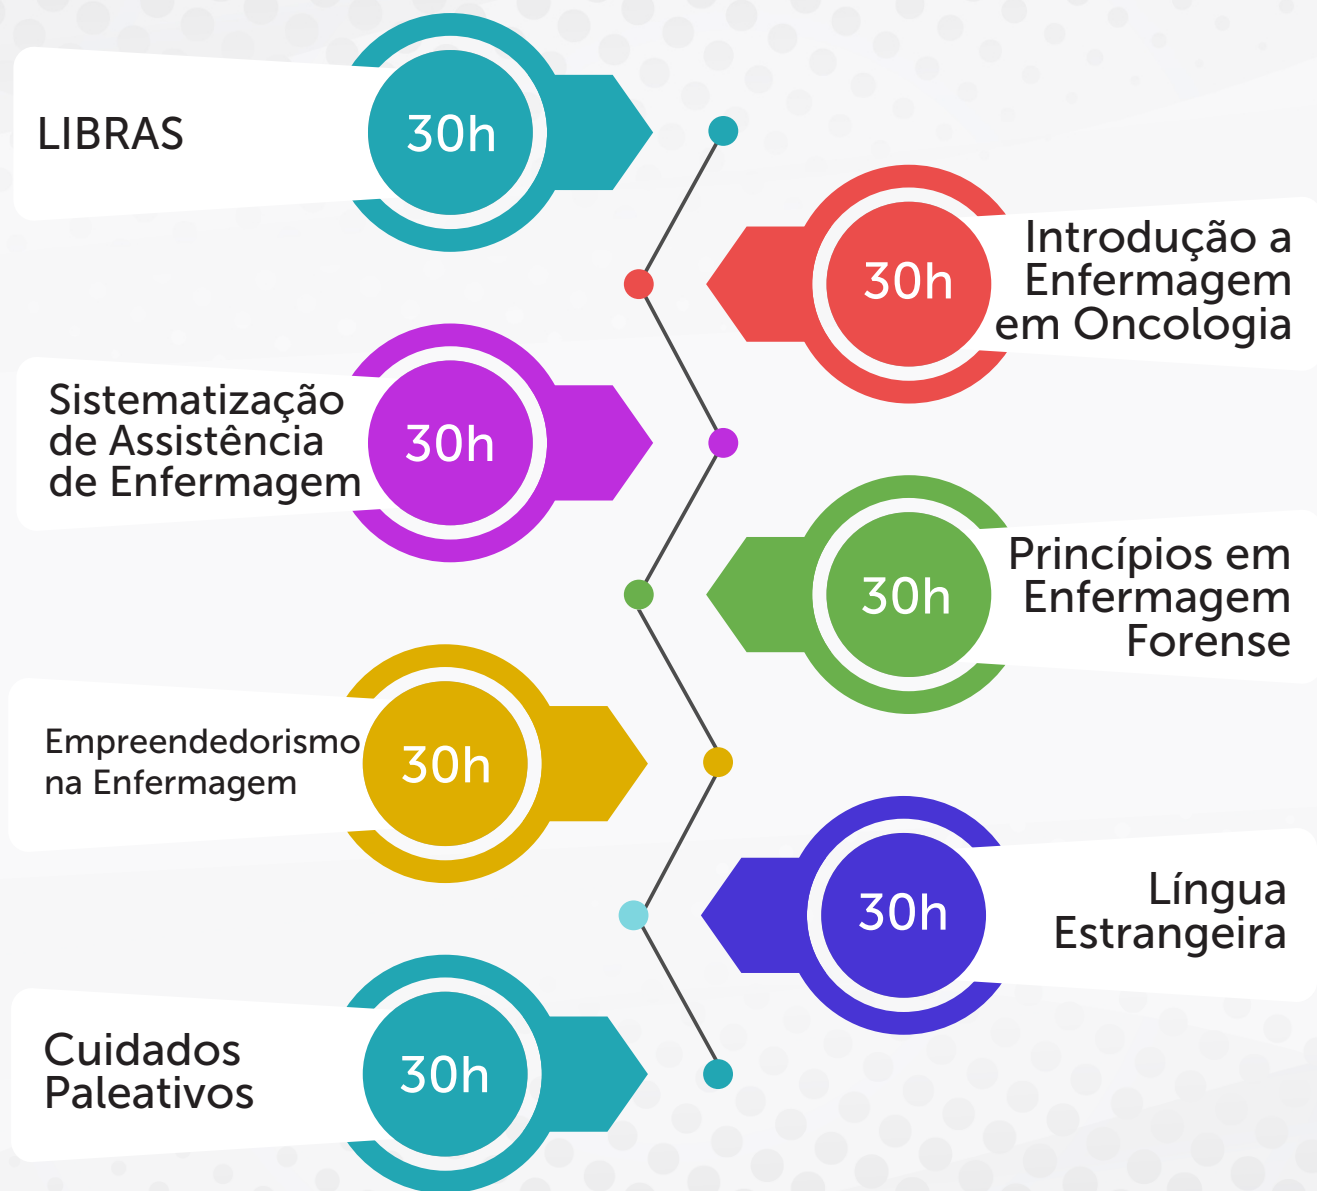 LIBRAS
30h
30h
Introdução a
Enfermagem
em Oncologia
Sistematização
de Assistência
de Enfermagem
30h
30h
Princípios em
Enfermagem
Forense
Empreendedorismo
na Enfermagem
30h
30h
Língua
Estrangeira
Cuidados
Paleativos
30h